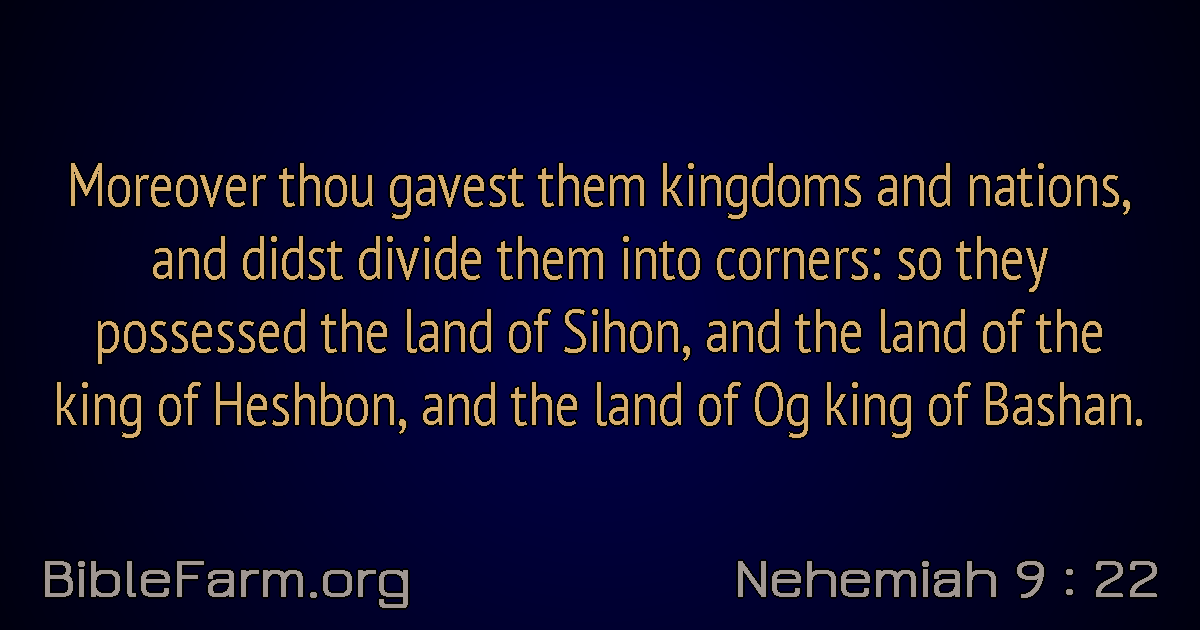 Moreover thou gavest them kingdoms and nations,
and didst divide them into corners: so they
possessed the land of Sihon, and the land of the
king of Heshbon, and the land of Og king of Bashan.
BibleFarm.org
Nehemiah 9 : 22